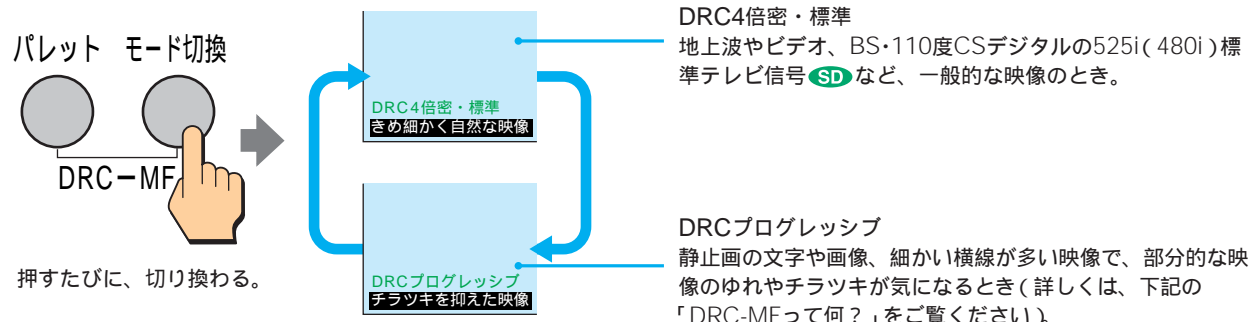 パレット モード切換
DRCーMF
押すたびに、切り換わる。
DRC4倍密・標準
きめ細かく自然な映像
DRCプログレッシブ
チラツキを抑えた映像
DRC4倍密・標準
地上波やビデオ、BS・110度CSデジタルの525i(480i)標
準テレビ信号SDなど、一般的な映像のとき。
DRCプログレッシブ
静止画の文字や画像、細かい横線が多い映像で、部分的な映
像のゆれやチラツキが気になるとき(詳しくは、下記の
「DRC-MFって何?」をご覧ください)。